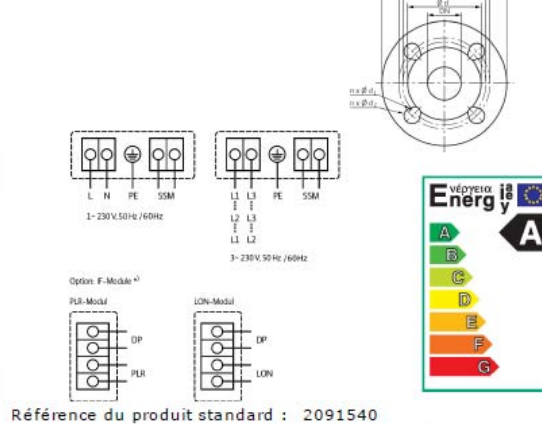 Ø d
DN
n x Ø d₁
n x Ø d₂
L N PE SSM
1~ 230 V, 50 Hz / 60Hz
L1 L3 PE SSM
L2 L3
L1 L2
3~ 230 V, 50 Hz / 60Hz
Energ
νέργεια
ie ia
y
A
A
B
C
D
E
F
G
Option: IF-Module
PLR-Modul
LON-Modul
DP
PLR
DP
LON
Référence du produit standard : 2091540